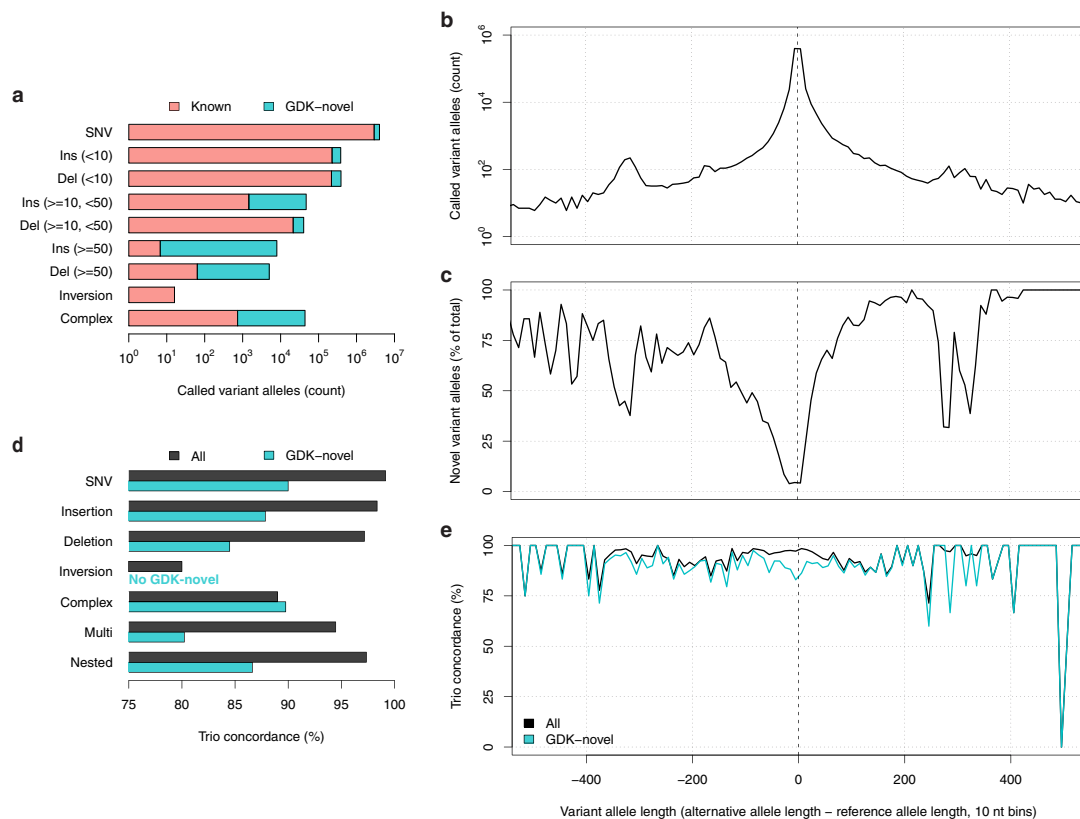 a
Known
GDK−novel
SNV
Ins (<10)
Del (<10)
Ins (>=10, <50)
Del (>=10, <50)
Ins (>=50)
Del (>=50)
Inversion
Complex
10^0 10^1 10^2 10^3 10^4 10^5 10^6 10^7
Called variant alleles (count)
b
Called variant alleles (count)
10^6
10^4
10^2
10^0
c
Novel variant alleles (% of total)
100
75
50
25
0
d
All
GDK−novel
SNV
Insertion
Deletion
Inversion
No GDK−novel
Complex
Multi
Nested
75 80 85 90 95 100
Trio concordance (%)
e
Trio concordance (%)
100
75
50
25
0
All
GDK−novel
−400 −200 0 200 400
Variant allele length (alternative allele length − reference allele length, 10 nt bins)